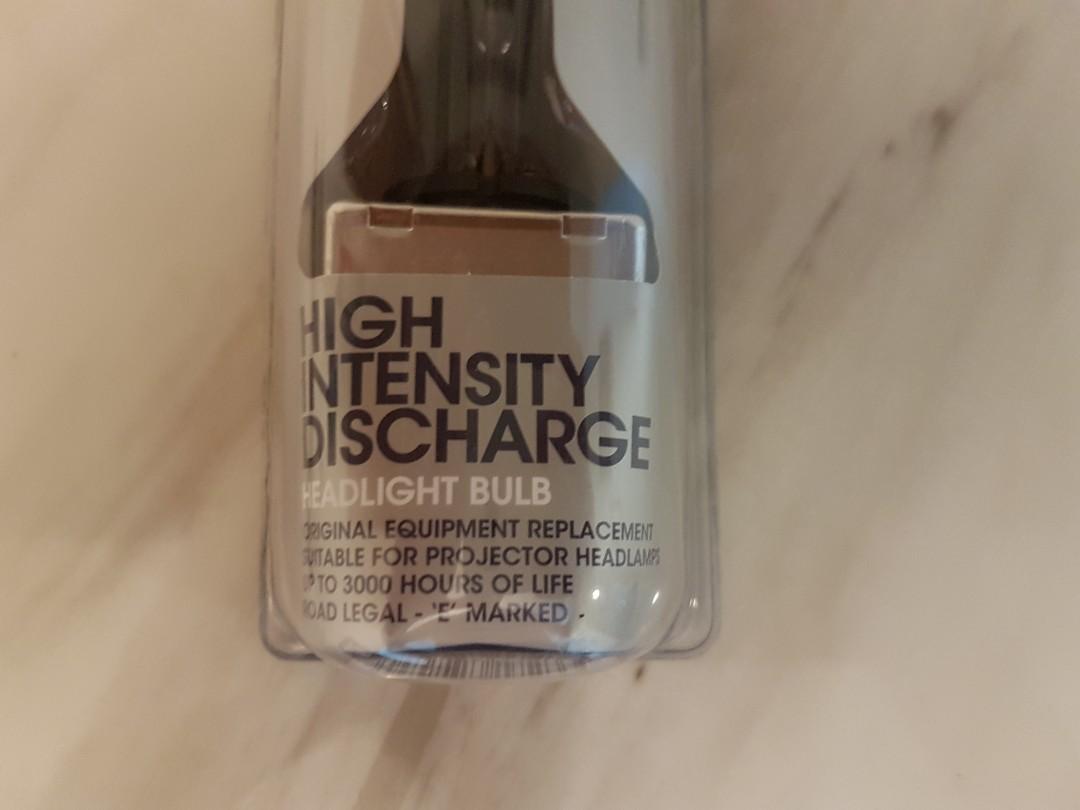 HIGH
INTENSITY
DISCHARGE
HEADLIGHT BULB
ORIGINAL EQUIPMENT REPLACEMENT
SUITABLE FOR PROJECTOR HEADLAMPS
UP TO 3000 HOURS OF LIFE
ROAD LEGAL - 'E' MARKED